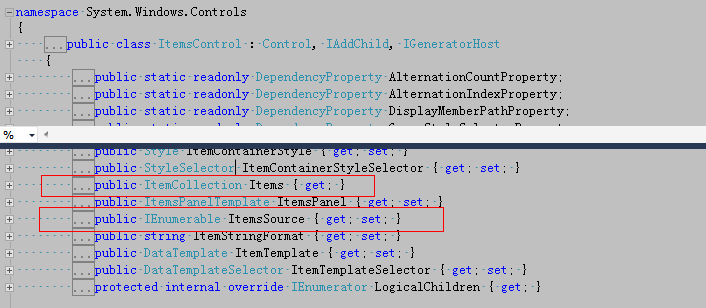 namespace System.Windows.Controls
{
...public class ItemsControl : Control, IAddChild, IGeneratorHost
{
...public static readonly DependencyProperty AlternationCountProperty;
...public static readonly DependencyProperty AlternationIndexProperty;
...public static readonly DependencyProperty DisplayMemberPathProperty;
%
...public Style ItemContainerStyle { get; set; }
...public StyleSelector ItemContainerStyleSelector { get; set; }
...public ItemCollection Items { get; }
...public ItemsPanelTemplate ItemsPanel { get; set; }
...public IEnumerable ItemsSource { get; set; }
...public string ItemStringFormat { get; set; }
...public DataTemplate ItemTemplate { get; set; }
...public DataTemplateSelector ItemTemplateSelector { get; set; }
...protected internal override IEnumerator LogicalChildren { get; }